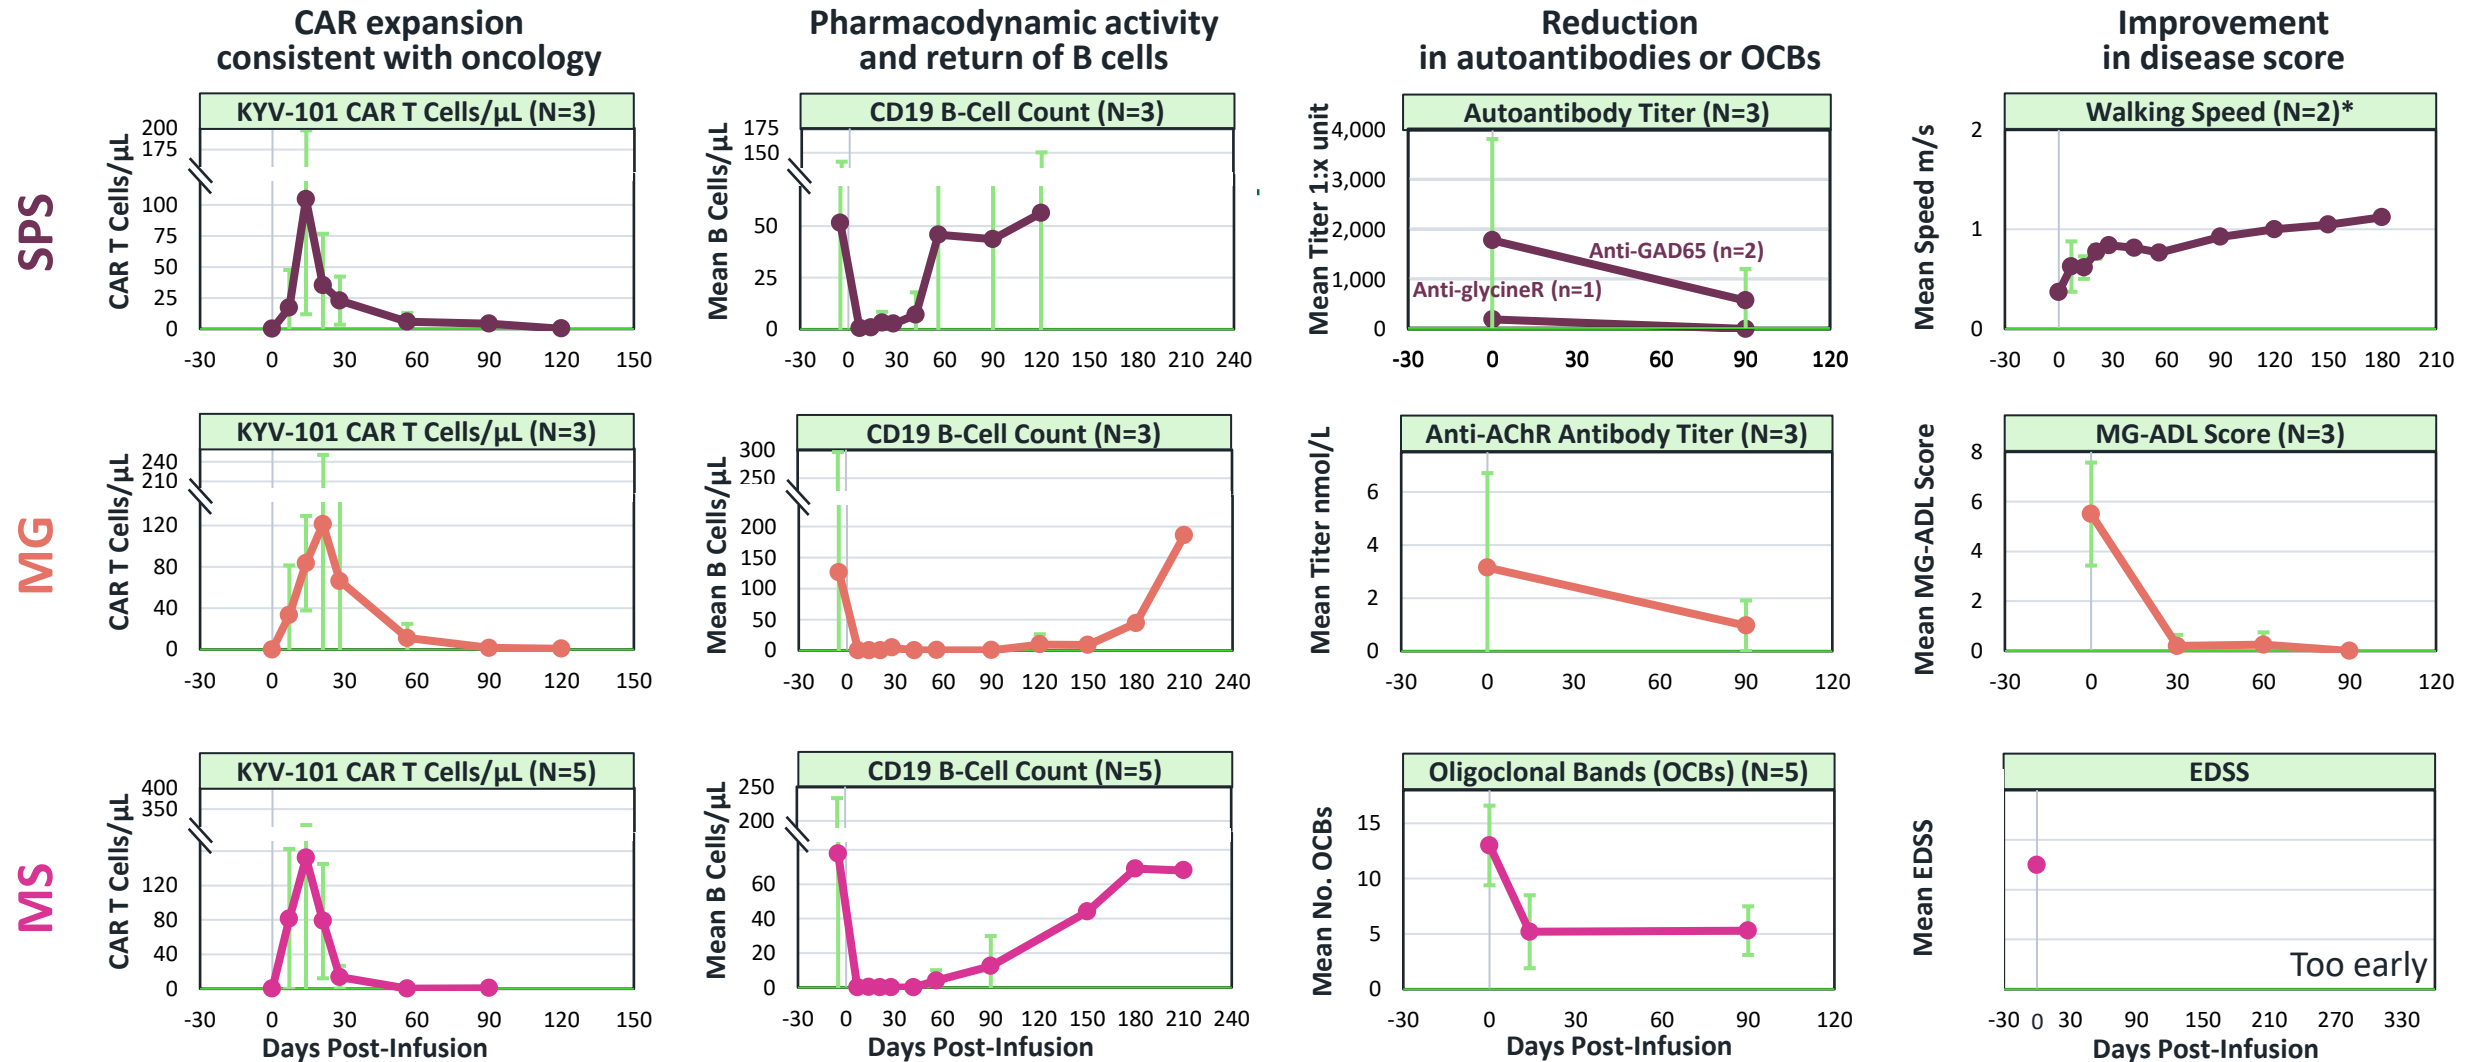 CAR expansion
consistent with oncology
Pharmacodynamic activity
and return of B cells
Reduction
in autoantibodies or OCBs
Improvement
in disease score
SPS
KYV-101 CAR T Cells/µL (N=3)
CAR T Cells/µL
200
175
100
75
50
25
0
-30 0 30 60 90 120 150
CD19 B-Cell Count (N=3)
Mean B Cells/µL
175
150
50
25
0
-30 0 30 60 90 120 150 180 210 240
Autoantibody Titer (N=3)
Mean Titer 1:x unit
4,000
3,000
2,000
1,000
0
Anti-GAD65 (n=2)
Anti-glycineR (n=1)
-30 0 30 60 90 120
Walking Speed (N=2)*
Mean Speed m/s
2
1
0
-30 0 30 60 90 120 150 180 210
MG
KYV-101 CAR T Cells/µL (N=3)
CAR T Cells/µL
240
210
120
80
40
0
-30 0 30 60 90 120 150
CD19 B-Cell Count (N=3)
Mean B Cells/µL
300
250
200
150
100
50
0
-30 0 30 60 90 120 150 180 210 240
Anti-AChR Antibody Titer (N=3)
Mean Titer nmol/L
6
4
2
0
-30 0 30 60 90 120
MG-ADL Score (N=3)
Mean MG-ADL Score
8
6
4
2
0
-30 0 30 60 90 120
MS
KYV-101 CAR T Cells/µL (N=5)
CAR T Cells/µL
400
350
120
80
40
0
-30 0 30 60 90 120 150
Days Post-Infusion
CD19 B-Cell Count (N=5)
Mean B Cells/µL
250
200
60
40
20
0
-30 0 30 60 90 120 150 180 210 240
Days Post-Infusion
Oligoclonal Bands (OCBs) (N=5)
Mean No. OCBs
15
10
5
0
-30 0 30 60 90 120
Days Post-Infusion
EDSS
Mean EDSS
Too early
-30 0 30 90 150 210 270 330
Days Post-Infusion